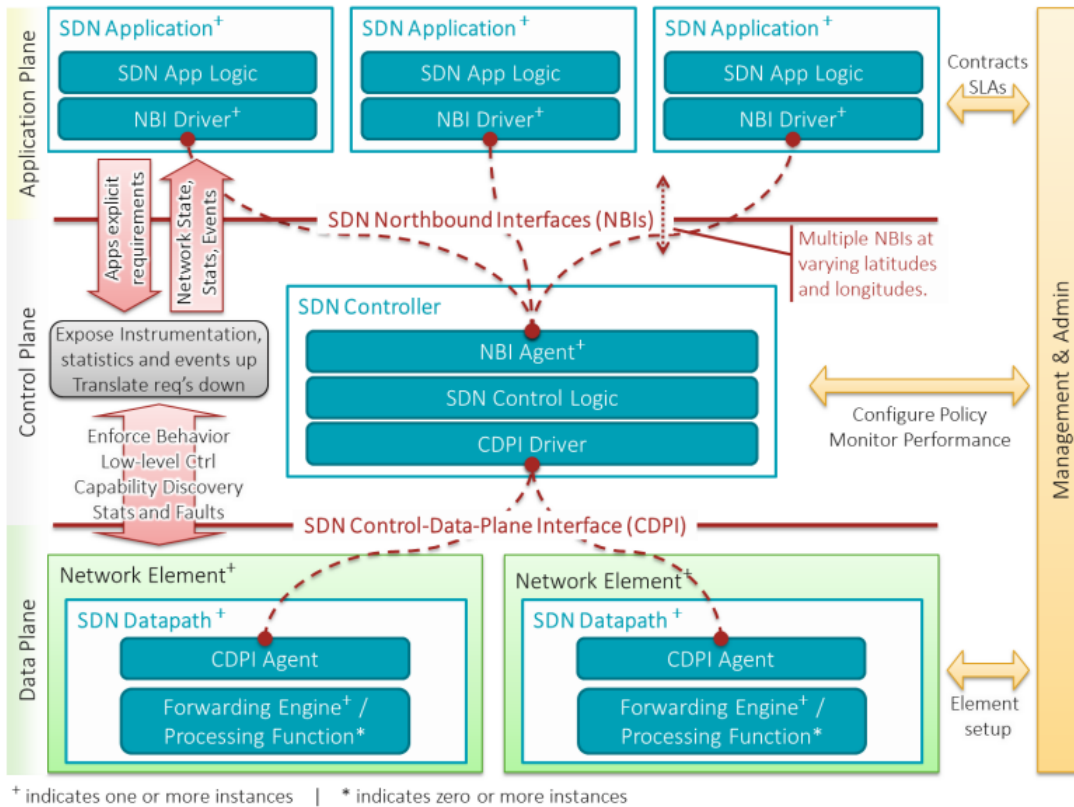 Application Plane
SDN Application+
SDN App Logic
NBI Driver+
SDN Application+
SDN App Logic
NBI Driver+
SDN Application+
SDN App Logic
NBI Driver+
Contracts
SLAs
Apps explicit
requirements
Network State,
Stats, Events
SDN Northbound Interfaces (NBIs)
Multiple NBIs at
varying latitudes
and longitudes.
Control Plane
Expose Instrumentation,
statistics and events up
Translate req's down
SDN Controller
NBI Agent+
SDN Control Logic
CDPI Driver
Configure Policy
Monitor Performance
Management & Admin
Enforce Behavior
Low-level Ctrl
Capability Discovery
Stats and Faults
SDN Control-Data-Plane Interface (CDPI)
Data Plane
Network Element+
SDN Datapath+
CDPI Agent
Forwarding Engine+ /
Processing Function*
Network Element+
SDN Datapath+
CDPI Agent
Forwarding Engine+ /
Processing Function*
Element
setup
+ indicates one or more instances | * indicates zero or more instances